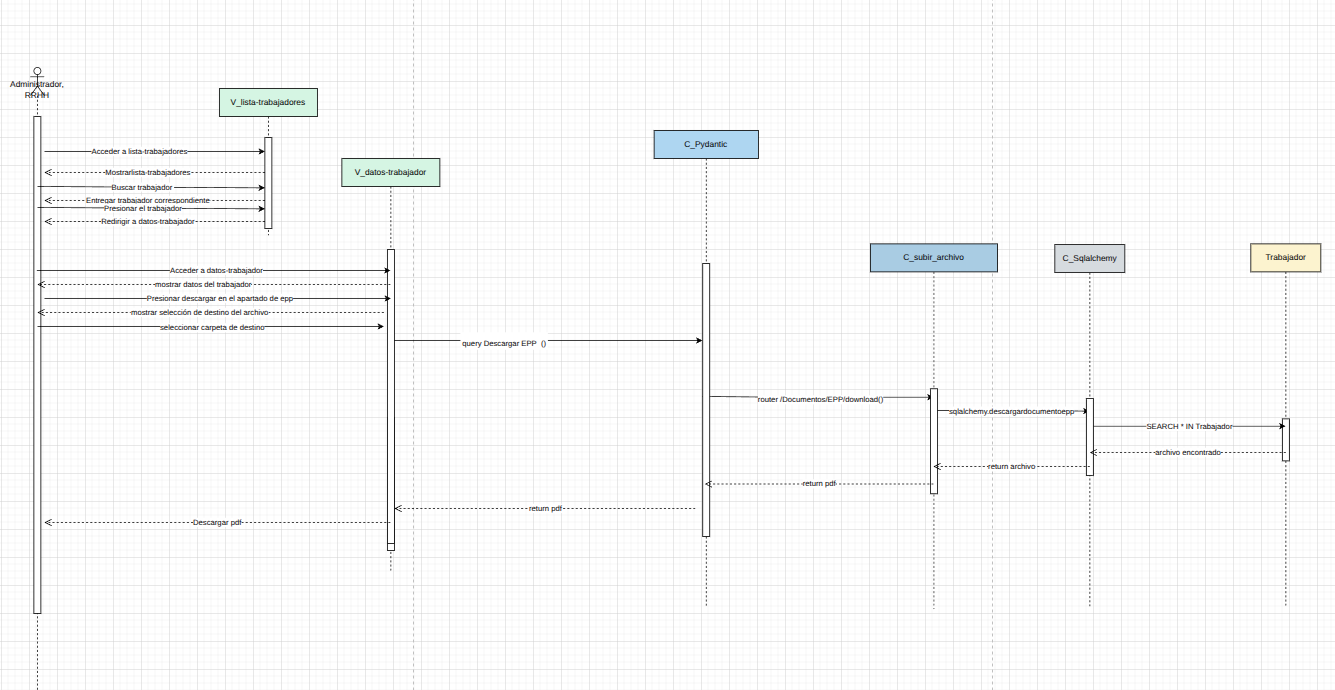 Administrador,
RRHH
V_lista-trabajadores
C_Pydantic
V_datos-trabajador
Acceder a lista-trabajadores
Mostrarlista-trabajadores
Buscar trabajador
Entregar trabajador correspondiente
Presionar el trabajador
Redirigir a datos-trabajador
C_subir_archivo
C_Sqlalchemy
Trabajador
Acceder a datos-trabajador
mostrar datos del trabajador
Presionar descargar en el apartado de epp
mostrar selección de destino del archivo
seleccionar carpeta de destino
query Descargar EPP ()
router /Documentos/EPP/download()
sqlalchemy.descargardocumentoepp
SEARCH * IN Trabajador
archivo encontrado
return archivo
return pdf
return pdf
Descargar pdf